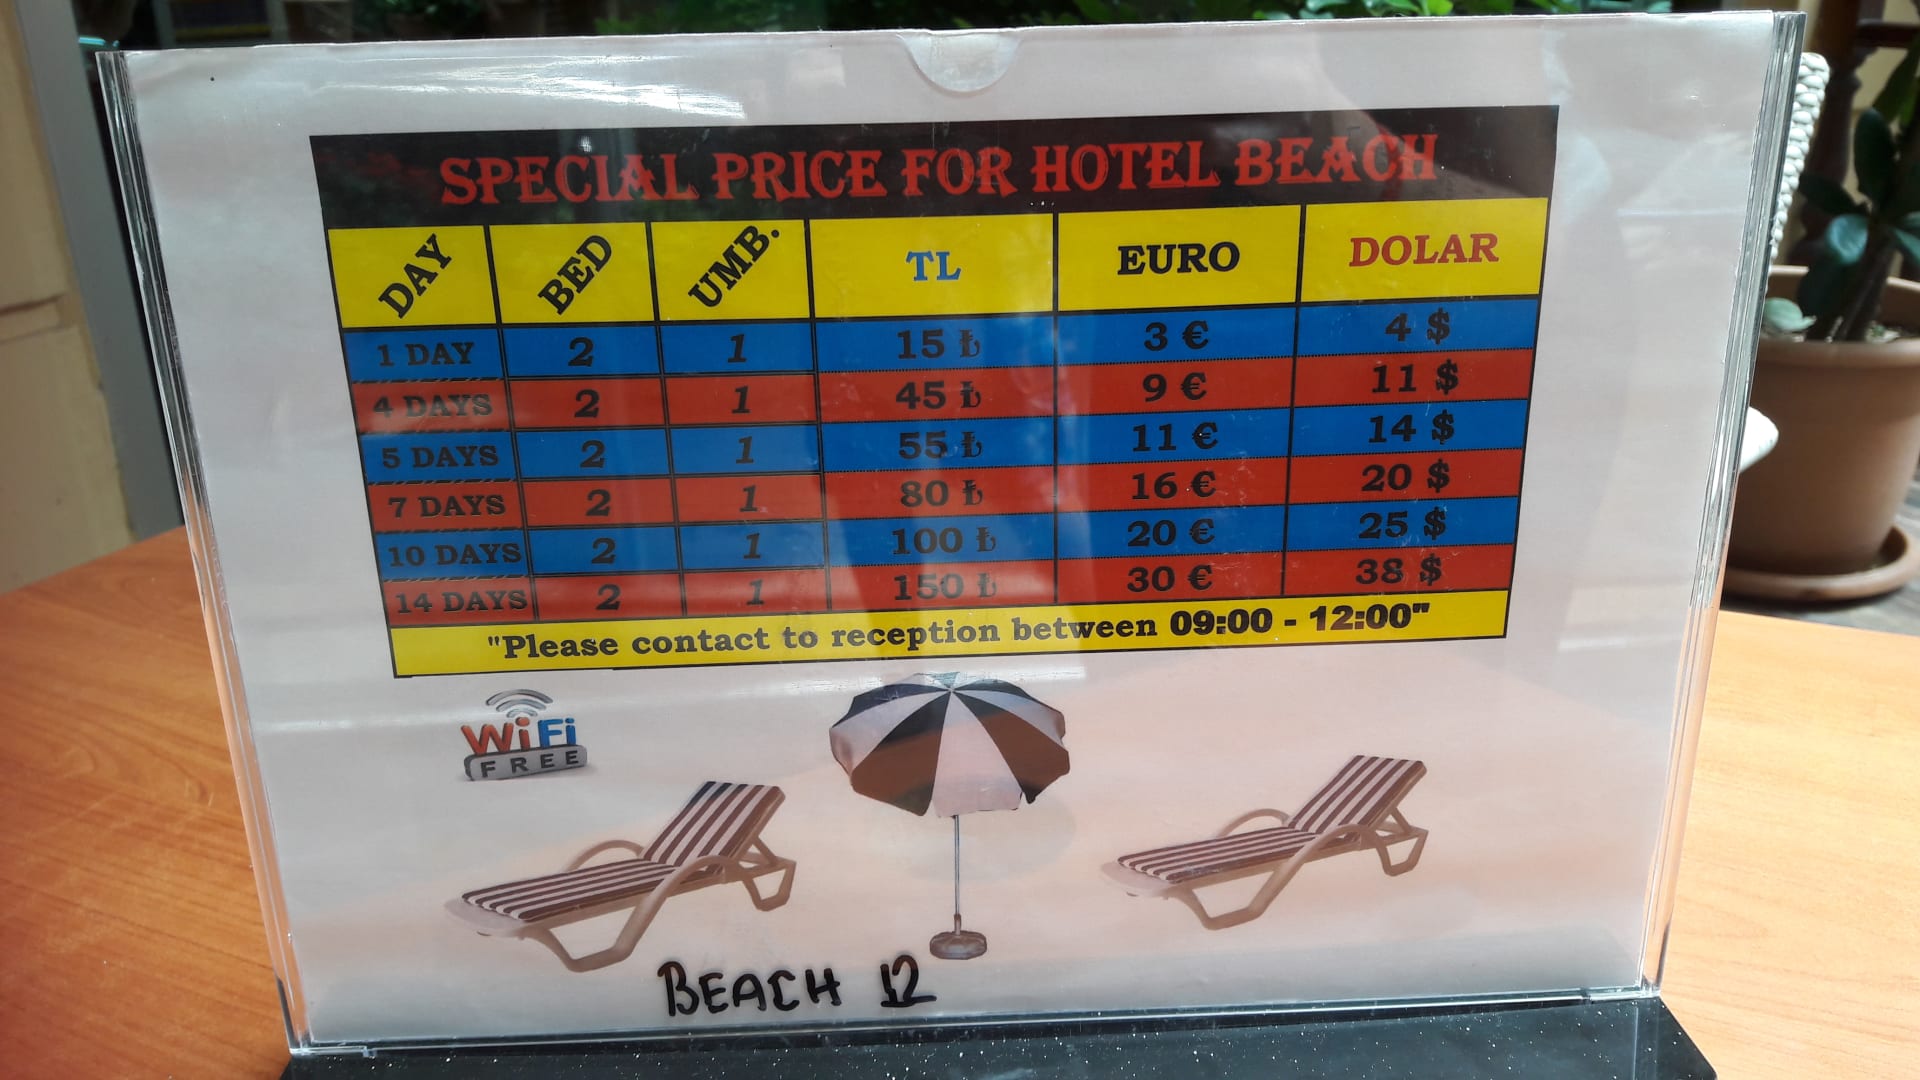 SPECIAL PRICE FOR HOTEL BEACH
DAY BED UMB. TL EURO DOLAR
1 DAY 2 1 15 ₺ 3 € 4 $
4 DAYS 2 1 45 ₺ 9 € 11 $
5 DAYS 2 1 55 ₺ 11 € 14 $
7 DAYS 2 1 80 ₺ 16 € 20 $
10 DAYS 2 1 100 ₺ 20 € 25 $
14 DAYS 2 1 150 ₺ 30 € 38 $
"Please contact to reception between 09:00 - 12:00"
WiFi
FREE
BEACH 12